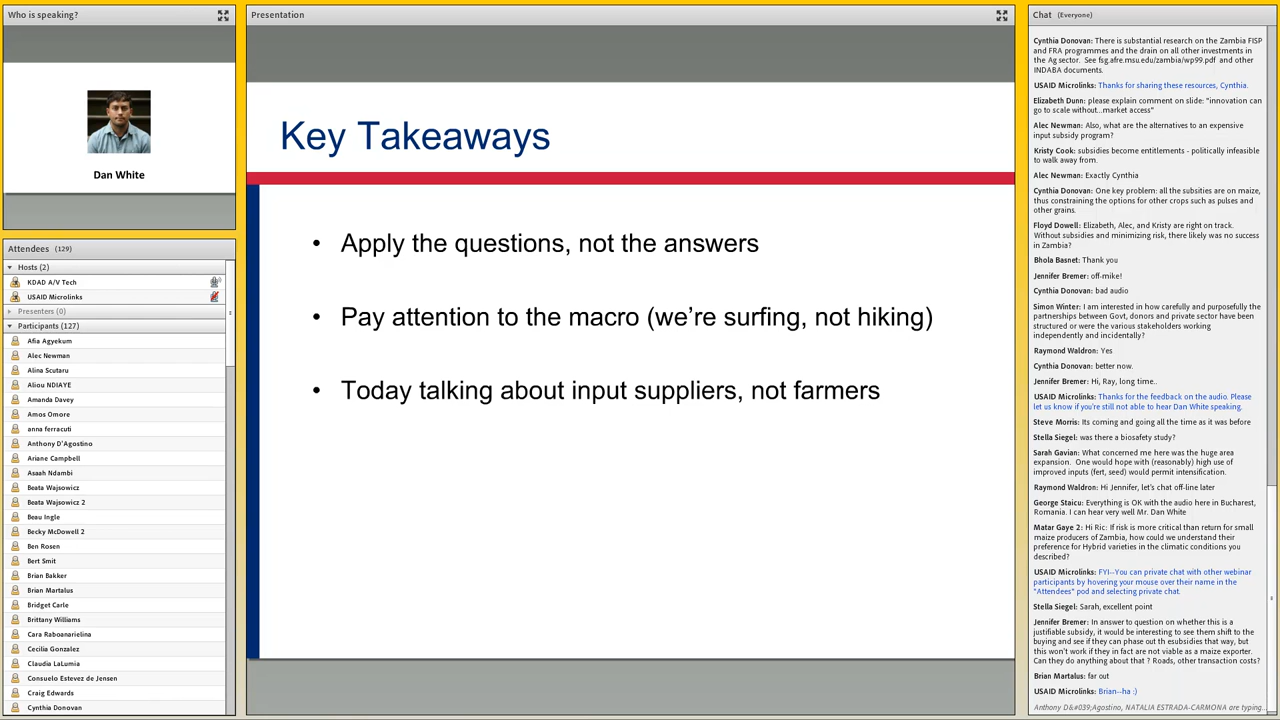 Who is speaking?
Dan White
Attendees (129)
Hosts (2)
KDAD A/V Tech
USAID Microlinks
Presenters (0)
Participants (127)
Afia Agyekum
Alec Newman
Alina Scutaru
Aliou NDIAYE
Amanda Davey
Amos Omore
anna ferracuti
Anthony D'Agostino
Ariane Campbell
Asaah Ndambi
Beata Wajsowicz
Beata Wajsowicz 2
Beau Ingle
Becky McDowell 2
Ben Rosen
Bert Smit
Brian Bakker
Brian Martalus
Bridget Carle
Brittany Williams
Cara Raboanarielina
Cecilia Gonzalez
Claudia LaLumia
Consuelo Estevez de Jensen
Craig Edwards
Cynthia Donovan
Presentation
Key Takeaways
• Apply the questions, not the answers
• Pay attention to the macro (we're surfing, not hiking)
• Today talking about input suppliers, not farmers
Chat (Everyone)
Cynthia Donovan: There is substantial research on the Zambia FISP
and FRA programmes and the drain on all other investments in
the Ag sector. See fsg.afre.msu.edu/zambia/wp99.pdf and other
INDABA documents.
USAID Microlinks: Thanks for sharing these resources, Cynthia.
Elizabeth Dunn: please explain comment on slide: "innovation can
go to scale without...market access"
Alec Newman: Also, what are the alternatives to an expensive
input subsidy program?
Kristy Cook: subsidies become entitlements - politically infeasible
to walk away from.
Alec Newman: Exactly Cynthia
Cynthia Donovan: One key problem: all the subsities are on maize,
thus constraining the options for other crops such as pulses and
other grains.
Floyd Dowell: Elizabeth, Alec, and Kristy are right on track.
Without subsidies and minimizing risk, there likely was no success
in Zambia?
Bhola Basnet: Thank you
Jennifer Bremer: off-mike!
Cynthia Donovan: bad audio
Simon Winter: I am interested in how carefully and purposefully the
partnerships between Govt, donors and private sector have been
structured or were the various stakeholders working
independently and incidentally?
Raymond Waldron: Yes
Cynthia Donovan: better now.
Jennifer Bremer: Hi, Ray, long time..
USAID Microlinks: Thanks for the feedback on the audio. Please
let us know if you're still not able to hear Dan White speaking.
Steve Morris: Its coming and going all the time as it was before
Stella Siegel: was there a biosafety study?
Sarah Gavian: What concerned me here was the huge area
expansion. One would hope with (reasonably) high use of
improved inputs (fert, seed) would permit intensification.
Raymond Waldron: Hi Jennifer, let's chat off-line later
George Staicu: Everything is OK with the audio here in Bucharest,
Romania. I can hear very well Mr. Dan White
Matar Gaye 2: Hi Ric: If risk is more critical than return for small
maize producers of Zambia, how could we understand their
preference for Hybrid varieties in the climatic conditions you
described?
USAID Microlinks: FYI--You can private chat with other webinar
participants by hovering your mouse over their name in the
"Attendees" pod and selecting private chat.
Stella Siegel: Sarah, excellent point
Jennifer Bremer: In answer to question on whether this is a
justifiable subsidy, it would be interesting to see them shift to the
buying and see if they can phase out th esubsidies that way, but
this won't work if they in fact are not viable as a maize exporter.
Can they do anything about that ? Roads, other transaction costs?
Brian Martalus: far out
USAID Microlinks: Brian--ha :)
Anthony D&#039;Agostino, NATALIA ESTRADA-CARMONA are typing...